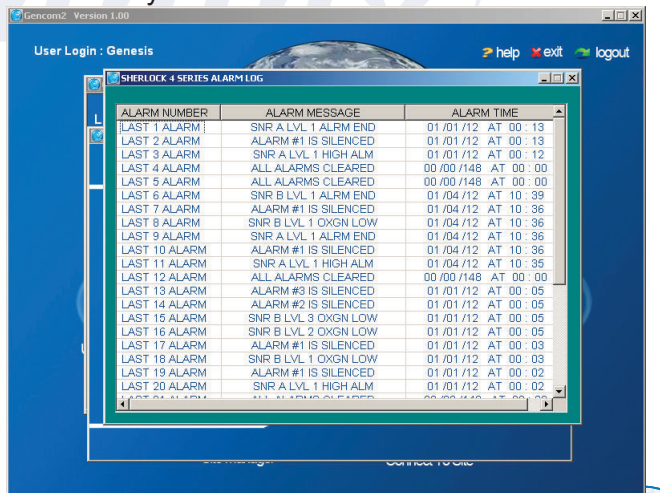 Gencom2 Version 1.00
User Login : Genesis
? help exit logout
SHERLOCK 4 SERIES ALARM LOG
ALARM NUMBER ALARM MESSAGE ALARM TIME
LAST 1 ALARM SNR A LVL 1 ALRM END 01 /01 /12 AT 00 : 13
LAST 2 ALARM ALARM #1 IS SILENCED 01 /01 /12 AT 00 : 13
LAST 3 ALARM SNR A LVL 1 HIGH ALM 01 /01 /12 AT 00 : 12
LAST 4 ALARM ALL ALARMS CLEARED 00 /00 /148 AT 00 : 00
LAST 5 ALARM ALL ALARMS CLEARED 00 /00 /148 AT 00 : 00
LAST 6 ALARM SNR B LVL 1 ALRM END 01 /04 /12 AT 10 : 39
LAST 7 ALARM ALARM #1 IS SILENCED 01 /04 /12 AT 10 : 36
LAST 8 ALARM SNR B LVL 1 OXGN LOW 01 /04 /12 AT 10 : 36
LAST 9 ALARM SNR A LVL 1 ALRM END 01 /04 /12 AT 10 : 36
LAST 10 ALARM ALARM #1 IS SILENCED 01 /04 /12 AT 10 : 36
LAST 11 ALARM SNR A LVL 1 HIGH ALM 01 /04 /12 AT 10 : 35
LAST 12 ALARM ALL ALARMS CLEARED 00 /00 /148 AT 00 : 00
LAST 13 ALARM ALARM #3 IS SILENCED 01 /01 /12 AT 00 : 05
LAST 14 ALARM ALARM #2 IS SILENCED 01 /01 /12 AT 00 : 05
LAST 15 ALARM SNR B LVL 3 OXGN LOW 01 /01 /12 AT 00 : 05
LAST 16 ALARM SNR B LVL 2 OXGN LOW 01 /01 /12 AT 00 : 05
LAST 17 ALARM ALARM #1 IS SILENCED 01 /01 /12 AT 00 : 03
LAST 18 ALARM SNR B LVL 1 OXGN LOW 01 /01 /12 AT 00 : 03
LAST 19 ALARM ALARM #1 IS SILENCED 01 /01 /12 AT 00 : 02
LAST 20 ALARM SNR A LVL 1 HIGH ALM 01 /01 /12 AT 00 : 02